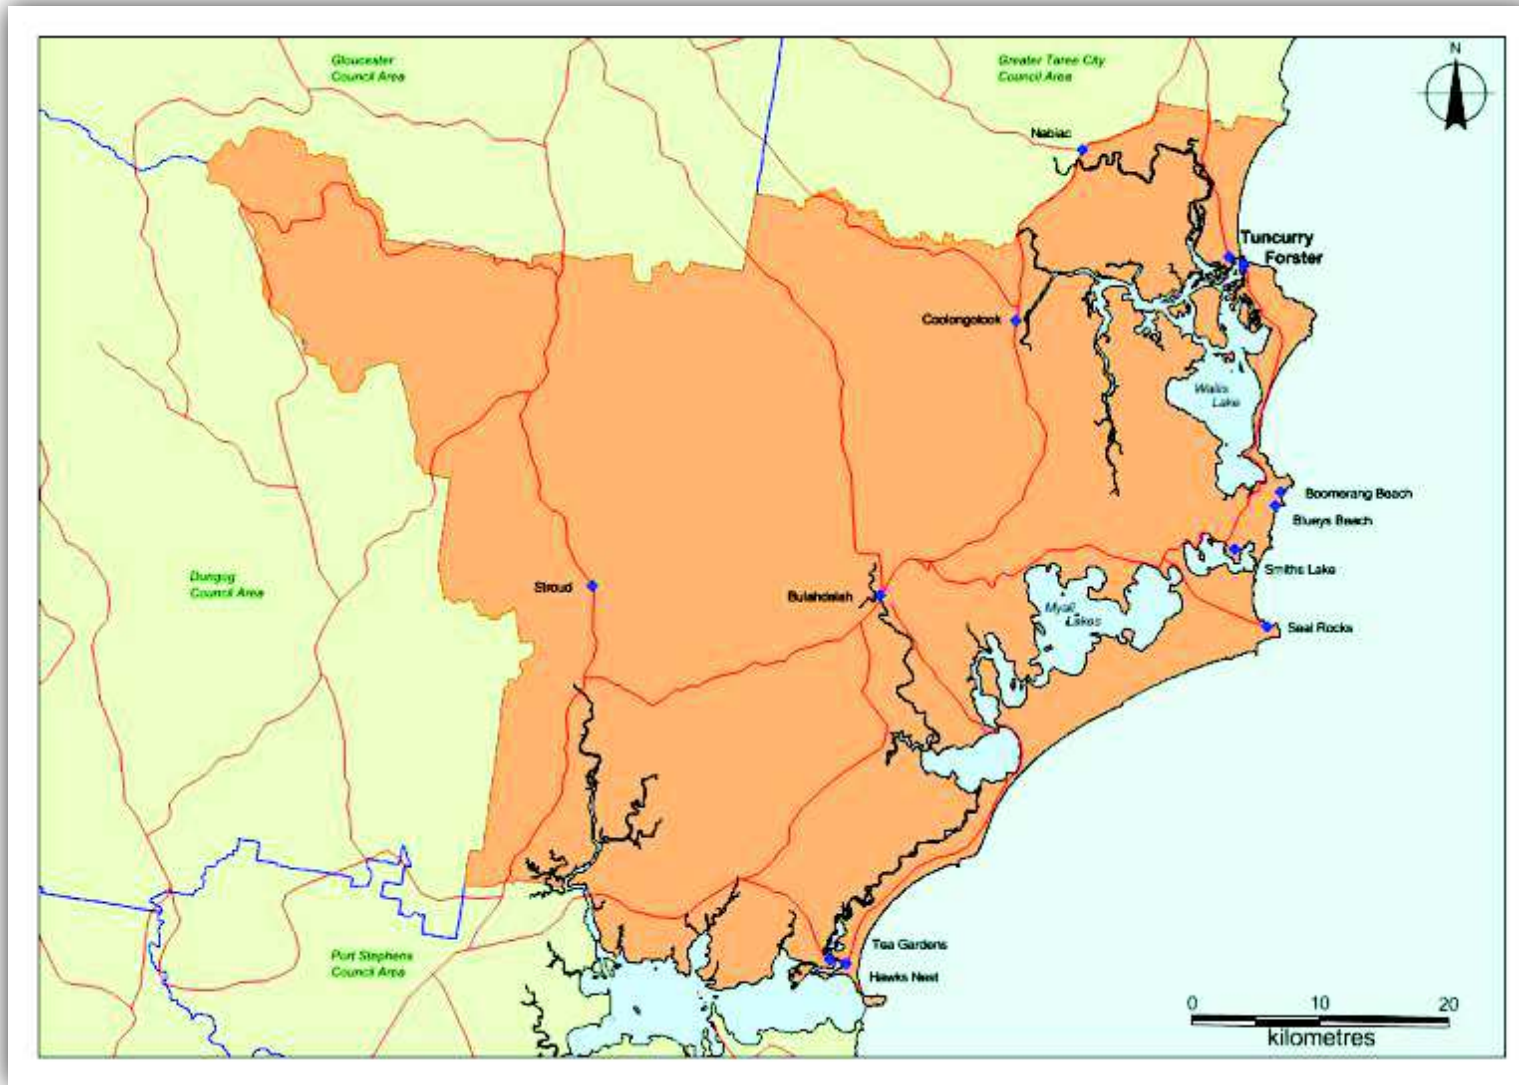 Gloucester
Council Area
Greater Taree City
Council Area
N
Nabiac
Tuncurry
Forster
Coolongolook
Wallis
Lake
Boomerang Beach
Blueys Beach
Smiths Lake
Dungog
Council Area
Stroud
Bulahdelah
Myall
Lakes
Seal Rocks
Port Stephens
Council Area
Tea Gardens
Hawks Nest
0 10 20
kilometres